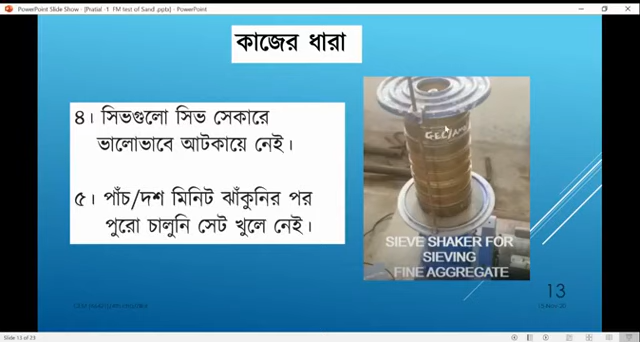 PowerPoint Slide Show - [Pratial 1 FM test of Sand .pptx] - PowerPoint
কাজের ধারা
৪। সিভগুলো সিভ সেকারে
ভালোভাবে আটকায়ে নেই।
৫। পাঁচ/দশ মিনিট ঝাঁকুনির পর
পুরো চালুনি সেট খুলে নেই।
SIEVE SHAKER FOR
SIEVING
FINE AGGREGATE
13
Slide 13 of 23